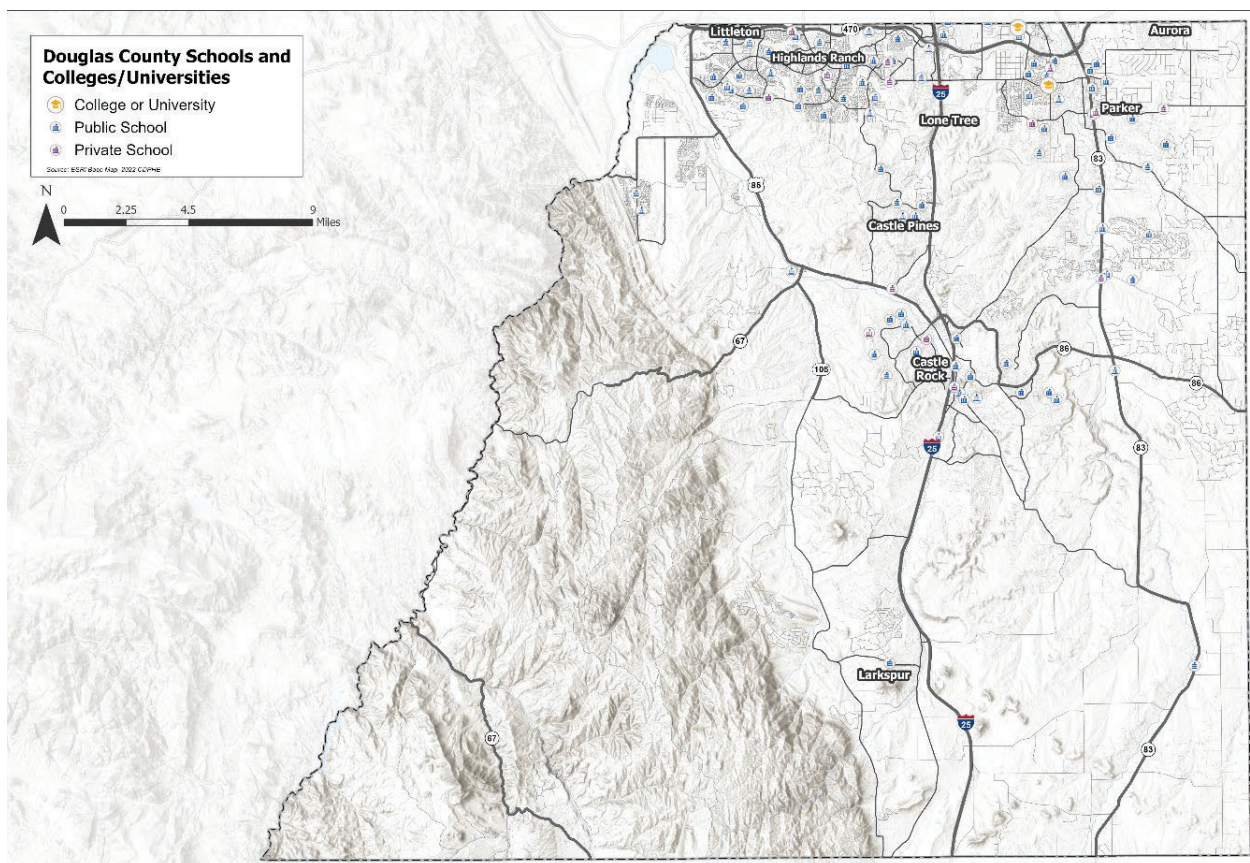 Douglas County Schools and
Colleges/Universities
College or University
Public School
Private School
Source: ESRI Base Map, 2022 CDPHE
N
0 2.25 4.5 9
Miles
Littleton
470
Aurora
Highlands Ranch
25
Parker
Lone Tree
83
85
Castle Pines
67
105
86
Castle
Rock
86
25
83
Larkspur
25
67
83